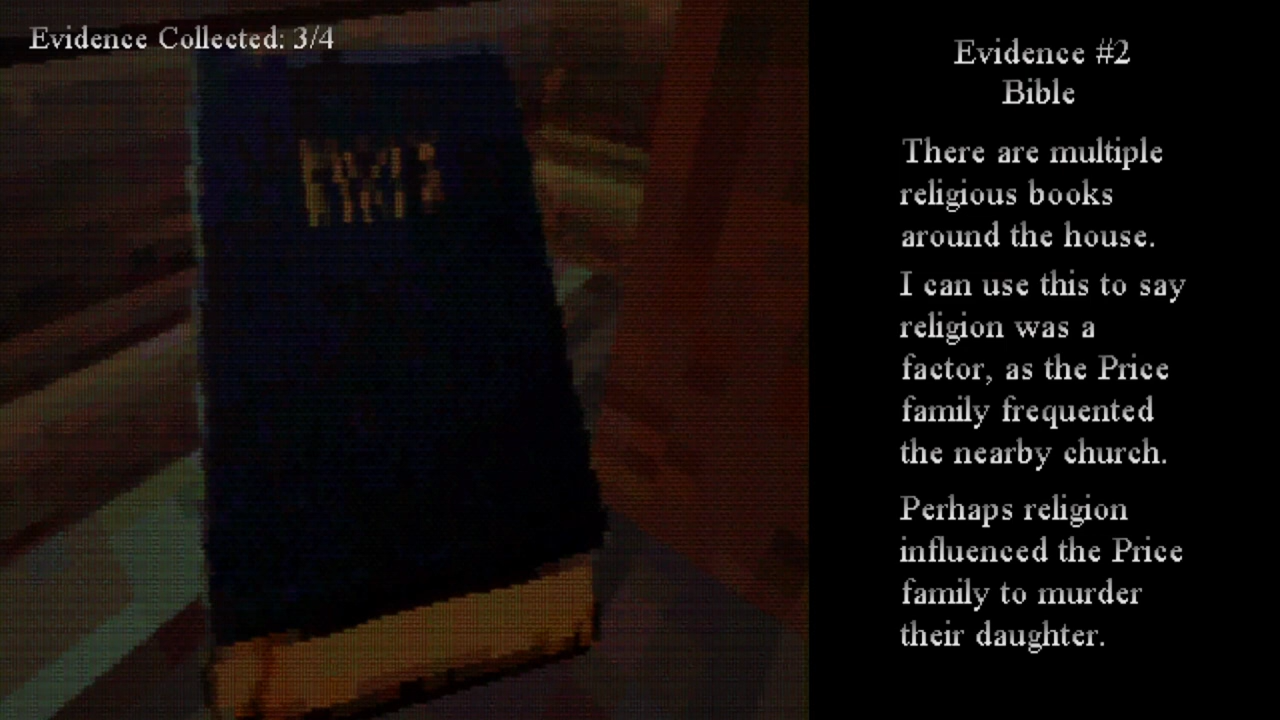 Evidence Collected: 3/4
Evidence #2
Bible
There are multiple
religious books
around the house.
I can use this to say
religion was a
factor, as the Price
family frequented
the nearby church.
Perhaps religion
influenced the Price
family to murder
their daughter.